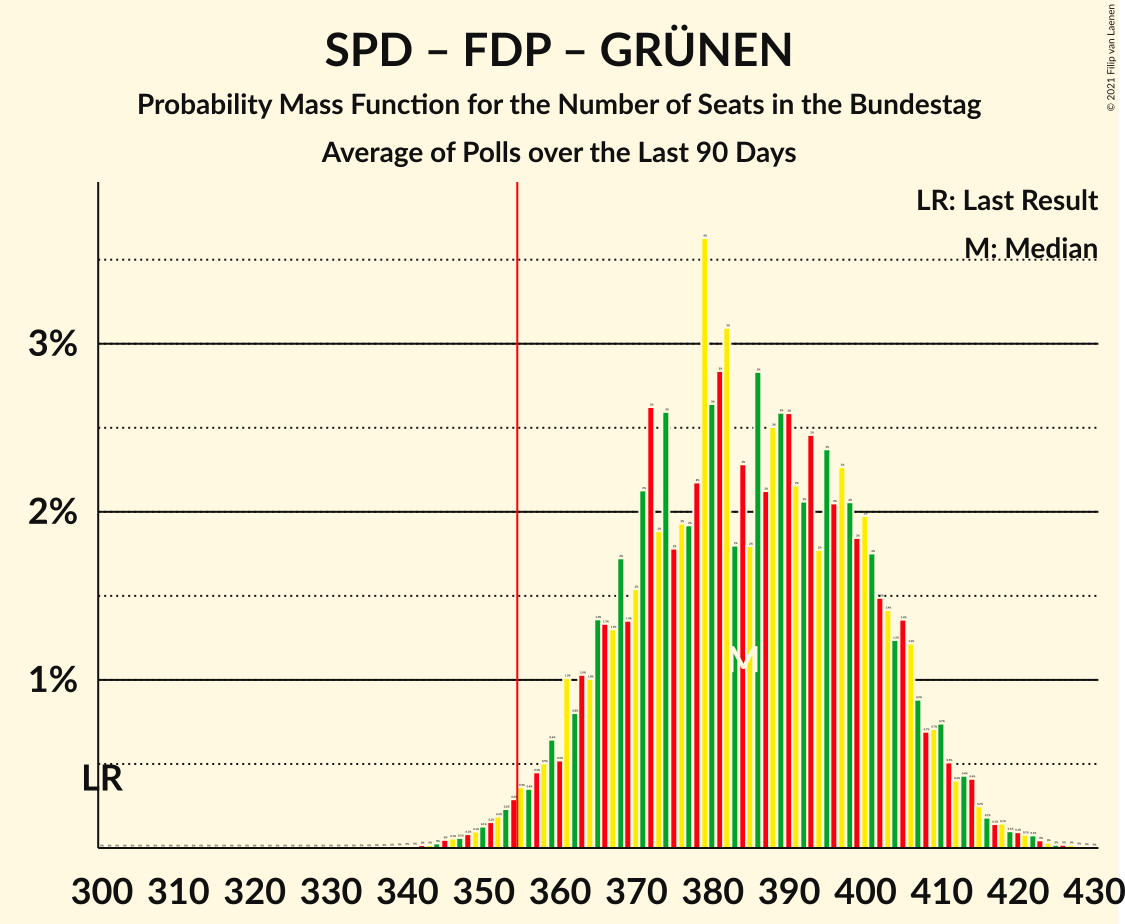 SPD – FDP – GRÜNEN
Probability Mass Function for the Number of Seats in the Bundestag
Average of Polls over the Last 90 Days
© 2021 Filip van Laenen
LR: Last Result
M: Median
3%
2%
1%
LR
M
300 310 320 330 340 350 360 370 380 390 400 410 420 430